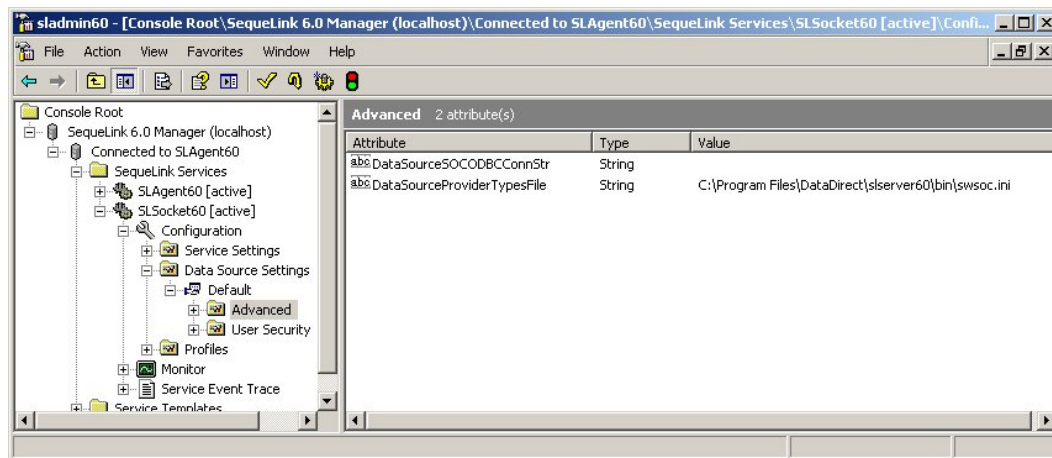 sladmin60 - [Console Root\SequeLink 6.0 Manager (localhost)\Connected to SLAgent60\SequeLink Services\SLSocket60 [active]\Confi...
File Action View Favorites Window Help
Console Root
SequeLink 6.0 Manager (localhost)
Connected to SLAgent60
SequeLink Services
SLAgent60 [active]
SLSocket60 [active]
Configuration
Service Settings
Data Source Settings
Default
Advanced
User Security
Profiles
Monitor
Service Event Trace
Service Templates
Advanced 2 attribute(s)
Attribute Type Value
abc DataSourceSOCODBCConnStr String
abc DataSourceProviderTypesFile String C:\Program Files\DataDirect\slserver60\bin\swsoc.ini